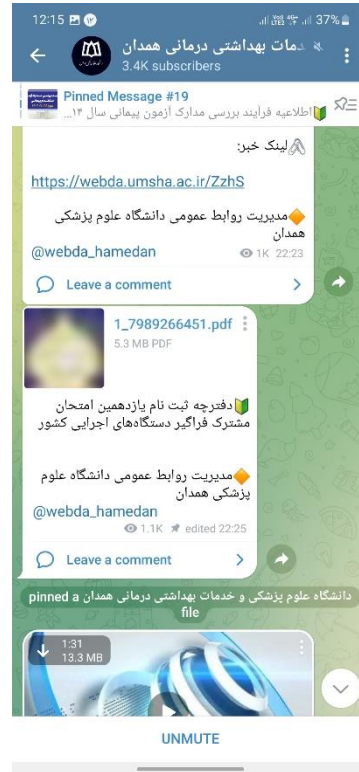 12:15
37%
دمات بهداشتی درمانی همدان
3.4K subscribers
Pinned Message #19
اطلاعیه فرآیند بررسی مدارک آزمون پیمانی سال ۱۴...
لینک خبر:
https://webda.umsha.ac.ir/ZzhS
مدیریت روابط عمومی دانشگاه علوم پزشکی
همدان
@webda_hamedan
1K 22:23
Leave a comment
1_7989266451.pdf
5.3 MB PDF
دفترچه ثبت نام یازدهمین امتحان
مشترک فراگیر دستگاه‌های اجرایی کشور
مدیریت روابط عمومی دانشگاه علوم
پزشکی همدان
@webda_hamedan
1.1K edited 22:25
Leave a comment
دانشگاه علوم پزشکی و خدمات بهداشتی درمانی همدان pinned a
file
1:31
13.3 MB
UNMUTE